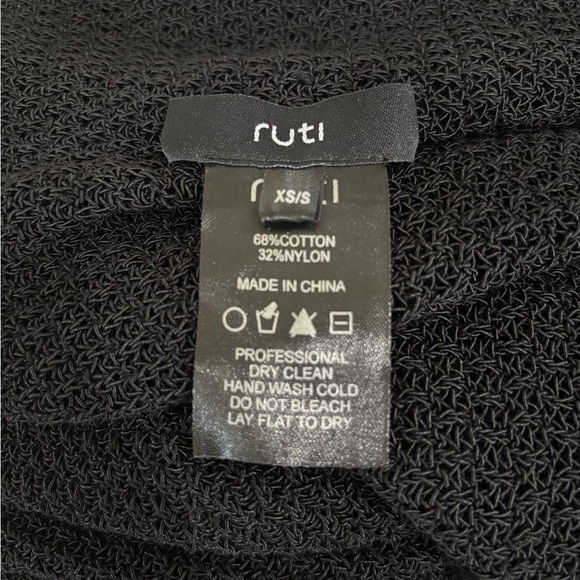 ruti
XS/S
68%COTTON
32%NYLON
MADE IN CHINA
PROFESSIONAL
DRY CLEAN
HAND WASH COLD
DO NOT BLEACH
LAY FLAT TO DRY